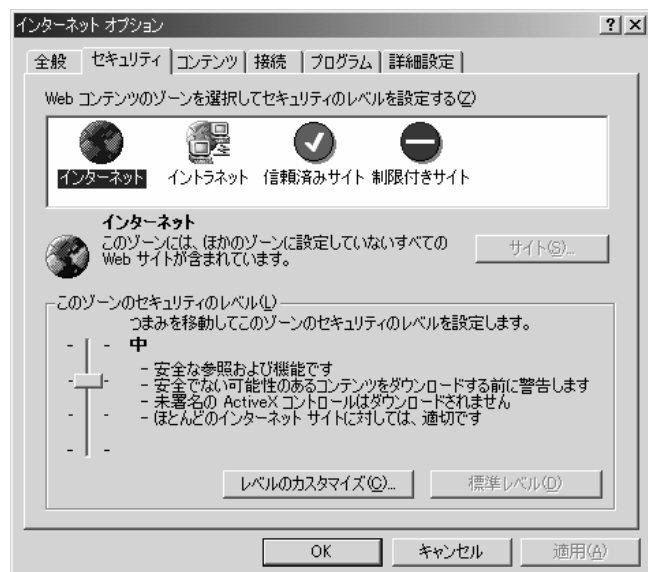 インターネット オプション
全般 セキュリティ コンテンツ 接続 プログラム 詳細設定
Web コンテンツのゾーンを選択してセキュリティのレベルを設定する(Z)
インターネット イントラネット 信頼済みサイト 制限付きサイト
インターネット
このゾーンには、ほかのゾーンに設定していないすべての
Web サイトが含まれています。
サイト(S)...
このゾーンのセキュリティのレベル(L)
つまみを移動してこのゾーンのセキュリティのレベルを設定します。
中
- 安全な参照および機能です
- 安全でない可能性のあるコンテンツをダウンロードする前に警告します
- 未署名の ActiveX コントロールはダウンロードされません
- ほとんどのインターネット サイトに対しては、適切です
レベルのカスタマイズ(C)... 標準レベル(D)
OK キャンセル 適用(A)